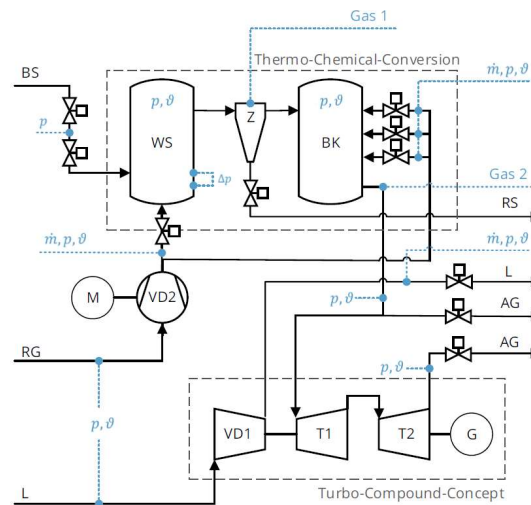 Gas 1
Thermo-Chemical-Conversion
BS
ṁ, p, ϑ
p, ϑ
Z
p, ϑ
p
WS
BK
Δp
Gas 2
RS
ṁ, p, ϑ
ṁ, p, ϑ
L
M
VD2
p, ϑ
AG
RG
AG
p, ϑ
p, ϑ
VD1
T1
T2
G
L
Turbo-Compound-Concept